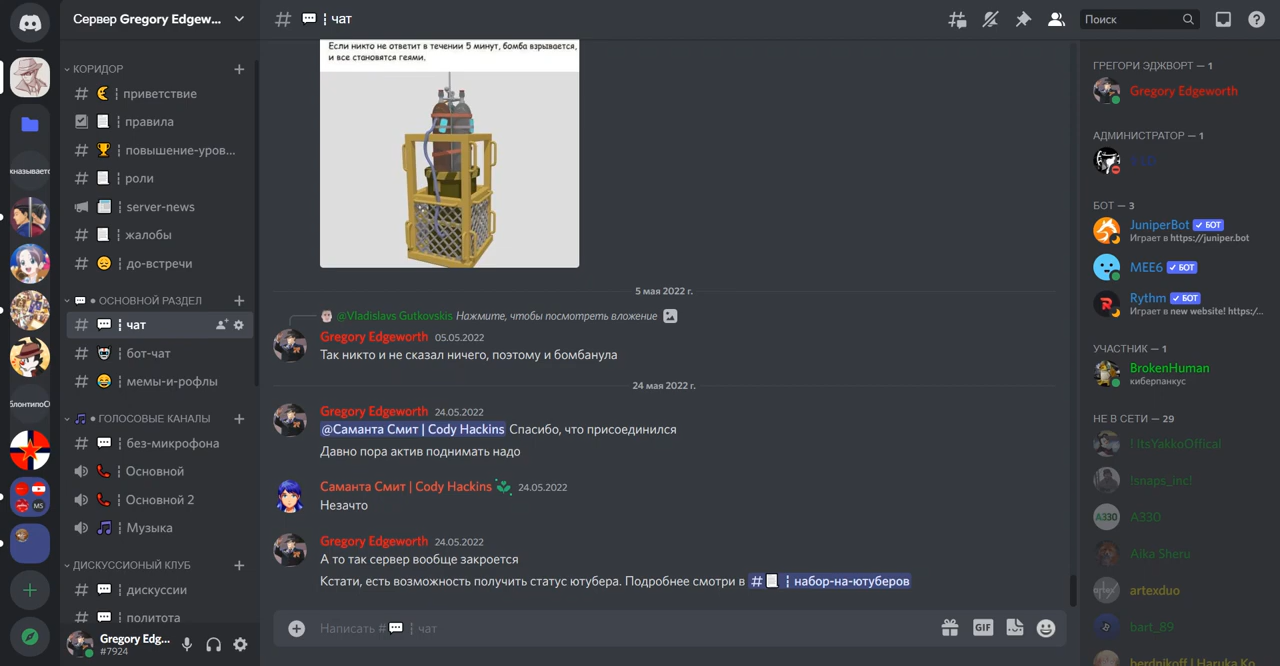 Сервер Gregory Edgew...
КОРИДОР
приветствие
правила
повышение-уров...
роли
server-news
жалобы
до-встречи
ОСНОВНОЙ РАЗДЕЛ
чат
бот-чат
мемы-и-рофлы
ГОЛОСОВЫЕ КАНАЛЫ
без-микрофона
Основной
Основной 2
Музыка
ДИСКУССИОНЫЙ КЛУБ
дискуссии
политота
Gregory Edg...
#7924
чат
Поиск
Если никто не ответит в течении 5 минут, бомба взрывается,
и все становятся геями.
5 мая 2022 г.
@Vladislavs Gutkovskis Нажмите, чтобы посмотреть вложение
Gregory Edgeworth 05.05.2022
Так никто и не сказал ничего, поэтому и бомбанула
24 мая 2022 г.
Gregory Edgeworth 24.05.2022
@Саманта Смит | Cody Hackins Спасибо, что присоединился
Давно пора актив поднимать надо
Саманта Смит | Cody Hackins 24.05.2022
Незачто
Gregory Edgeworth 24.05.2022
А то так сервер вообще закроется
Кстати, есть возможность получить статус ютубера. Подробнее смотри в # ¦ набор-на-ютуберов
Написать # ¦ чат
GIF
ГРЕГОРИ ЭДЖВОРТ — 1
Gregory Edgeworth
АДМИНИСТРАТОР — 1
БОТ — 3
JuniperBot БОТ
Играет в https://juniper.bot
MEE6 БОТ
Rythm БОТ
Играет в new website! https:/...
УЧАСТНИК — 1
BrokenHuman
киберпанкус
НЕ В СЕТИ — 29
! ItsYakkoOffical
!snaps_inc!
A330
A330
Aika Sheru
artexduo
bart_89
berdnikoff | Haruka Ko...